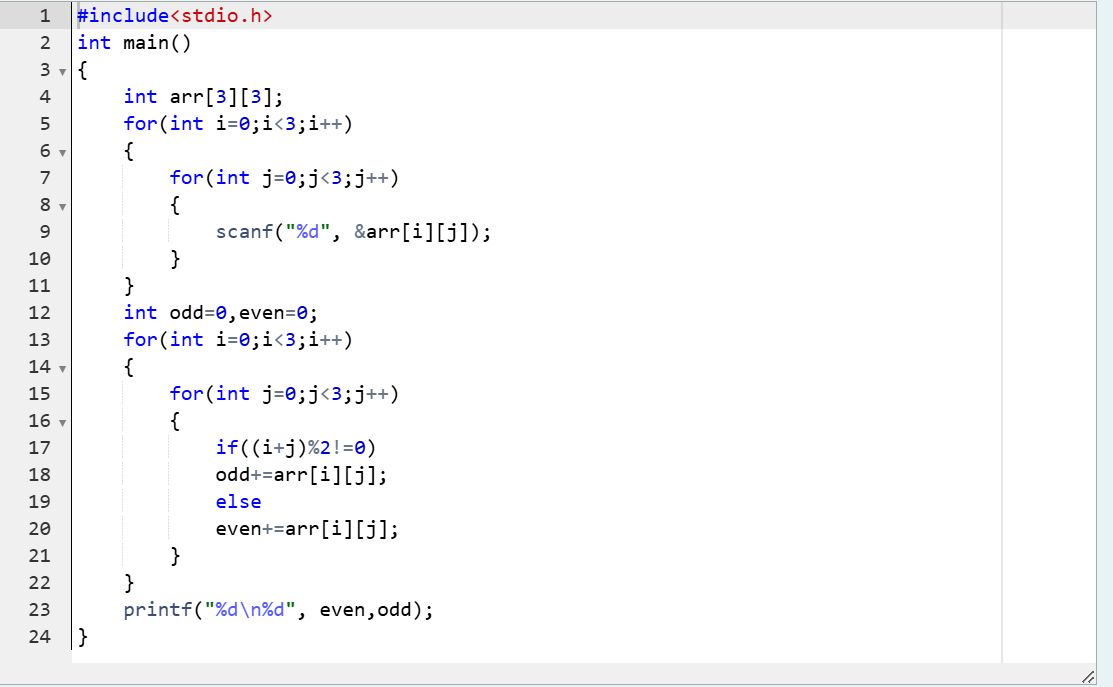 1 #include<stdio.h>
2 int main()
3 {
4     int arr[3][3];
5     for(int i=0;i<3;i++)
6     {
7         for(int j=0;j<3;j++)
8         {
9             scanf("%d", &arr[i][j]);
10         }
11     }
12     int odd=0,even=0;
13     for(int i=0;i<3;i++)
14     {
15         for(int j=0;j<3;j++)
16         {
17             if((i+j)%2!=0)
18             odd+=arr[i][j];
19             else
20             even+=arr[i][j];
21         }
22     }
23     printf("%d\n%d", even,odd);
24 }